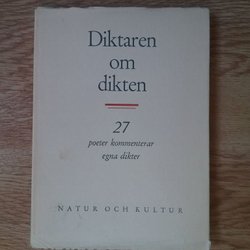 Diktaren
om
dikten
27
poeter kommenterar
egna dikter
NATUR OCH KULTUR